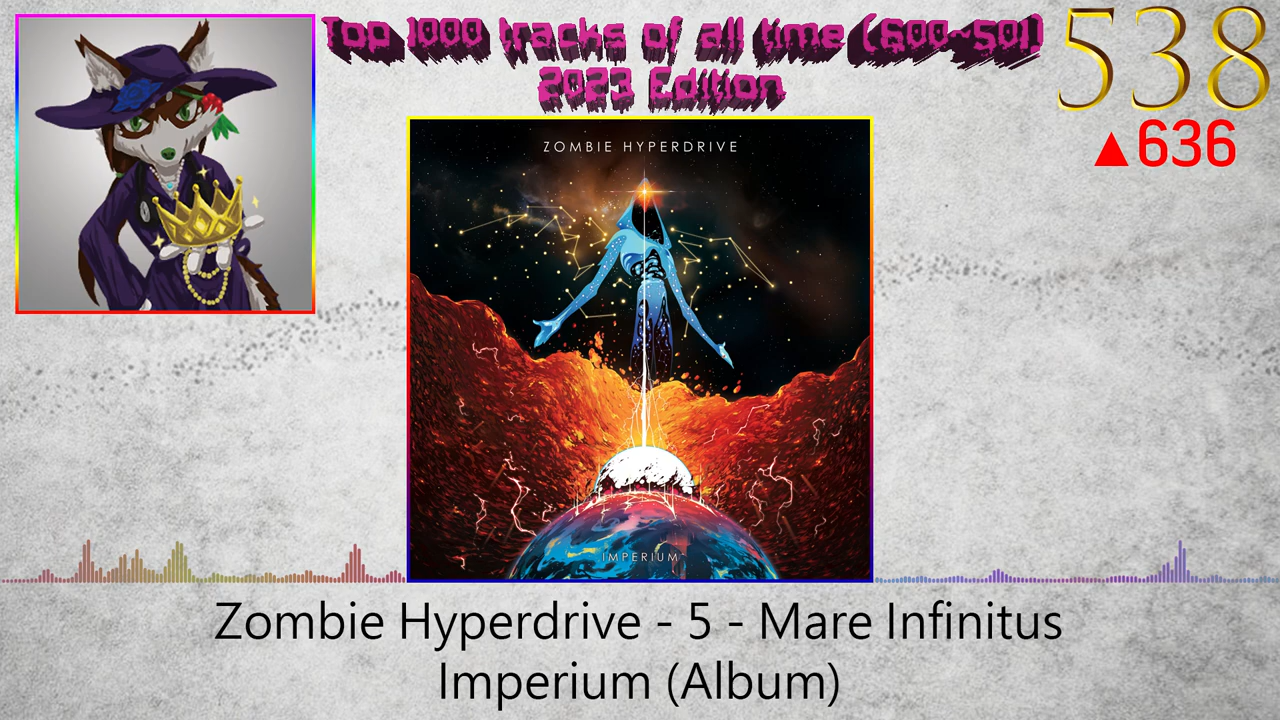 Top 1000 tracks of all time (600~501)
2023 Edition
538
▲636
ZOMBIE HYPERDRIVE
IMPERIUM
Zombie Hyperdrive - 5 - Mare Infinitus
Imperium (Album)